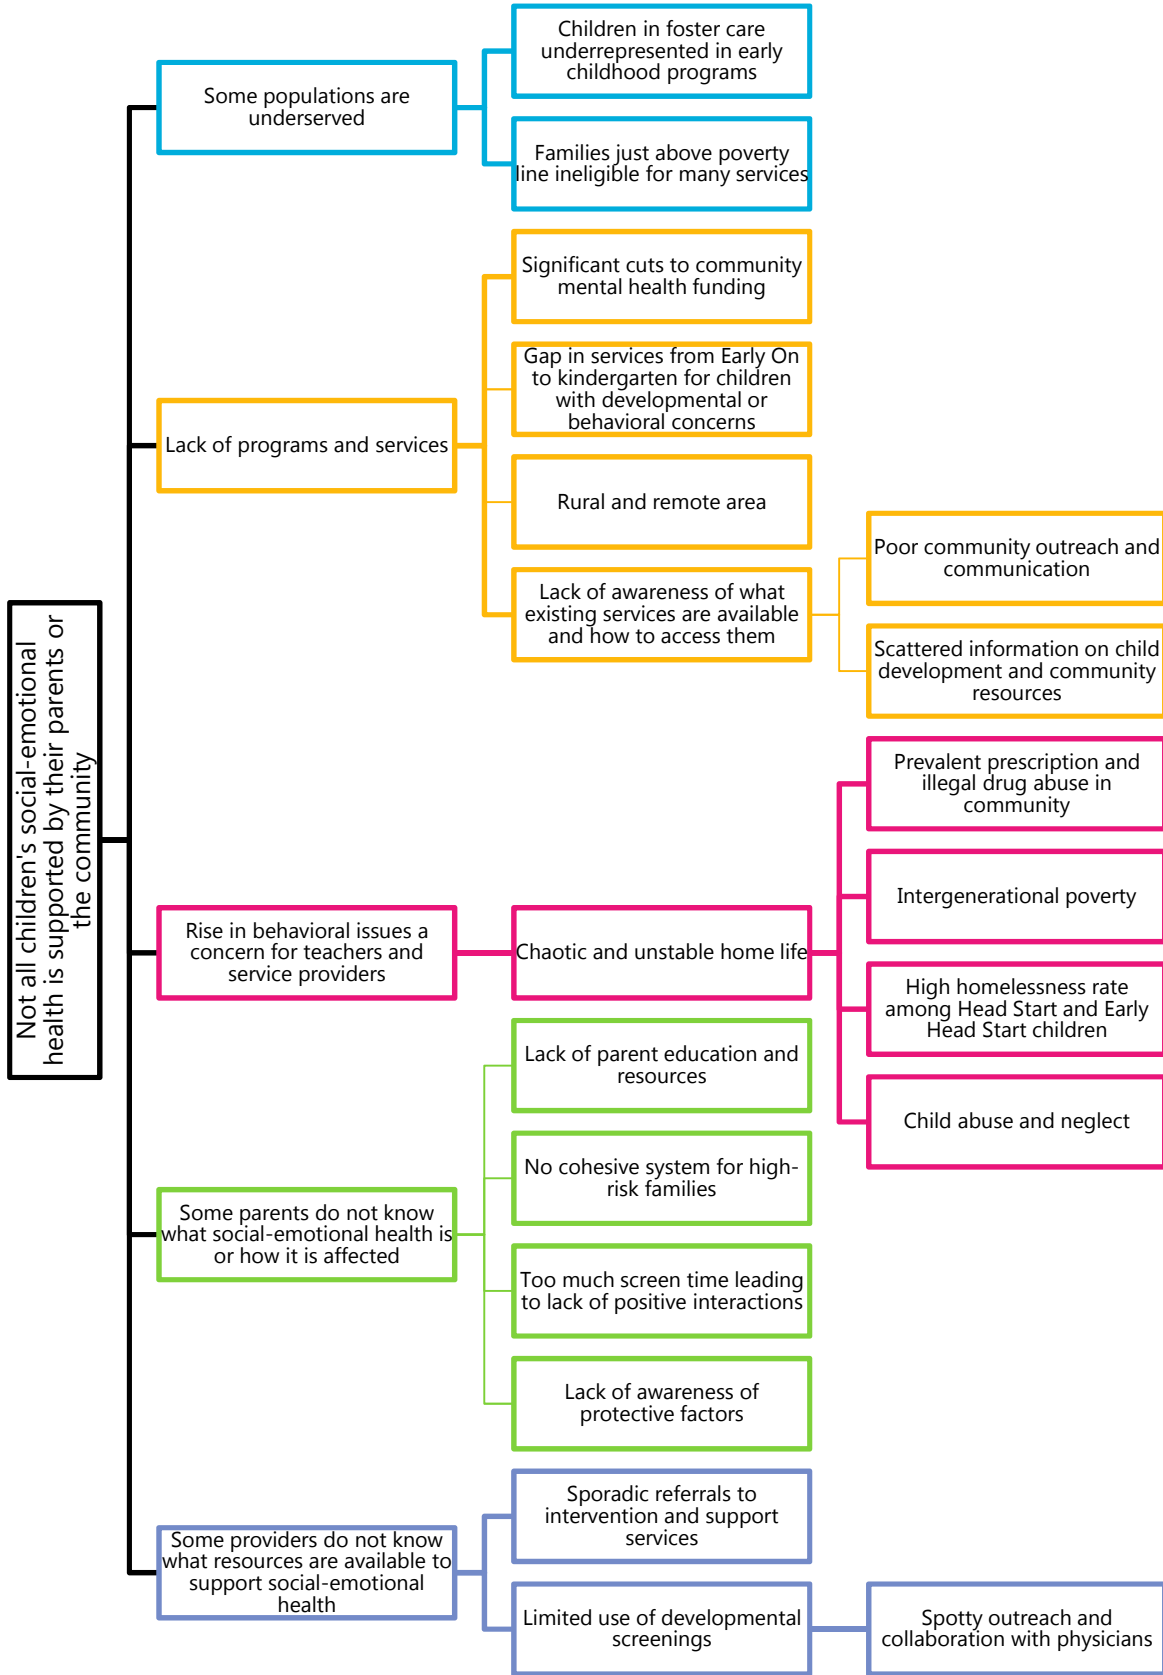 Not all children's social-emotional
health is supported by their parents or
the community
Some populations are
underserved
Children in foster care
underrepresented in early
childhood programs
Families just above poverty
line ineligible for many services
Lack of programs and services
Significant cuts to community
mental health funding
Gap in services from Early On
to kindergarten for children
with developmental or
behavioral concerns
Rural and remote area
Lack of awareness of what
existing services are available
and how to access them
Poor community outreach and
communication
Scattered information on child
development and community
resources
Rise in behavioral issues a
concern for teachers and
service providers
Chaotic and unstable home life
Prevalent prescription and
illegal drug abuse in
community
Intergenerational poverty
High homelessness rate
among Head Start and Early
Head Start children
Child abuse and neglect
Some parents do not know
what social-emotional health is
or how it is affected
Lack of parent education and
resources
No cohesive system for high-
risk families
Too much screen time leading
to lack of positive interactions
Lack of awareness of
protective factors
Some providers do not know
what resources are available to
support social-emotional
health
Sporadic referrals to
intervention and support
services
Limited use of developmental
screenings
Spotty outreach and
collaboration with physicians